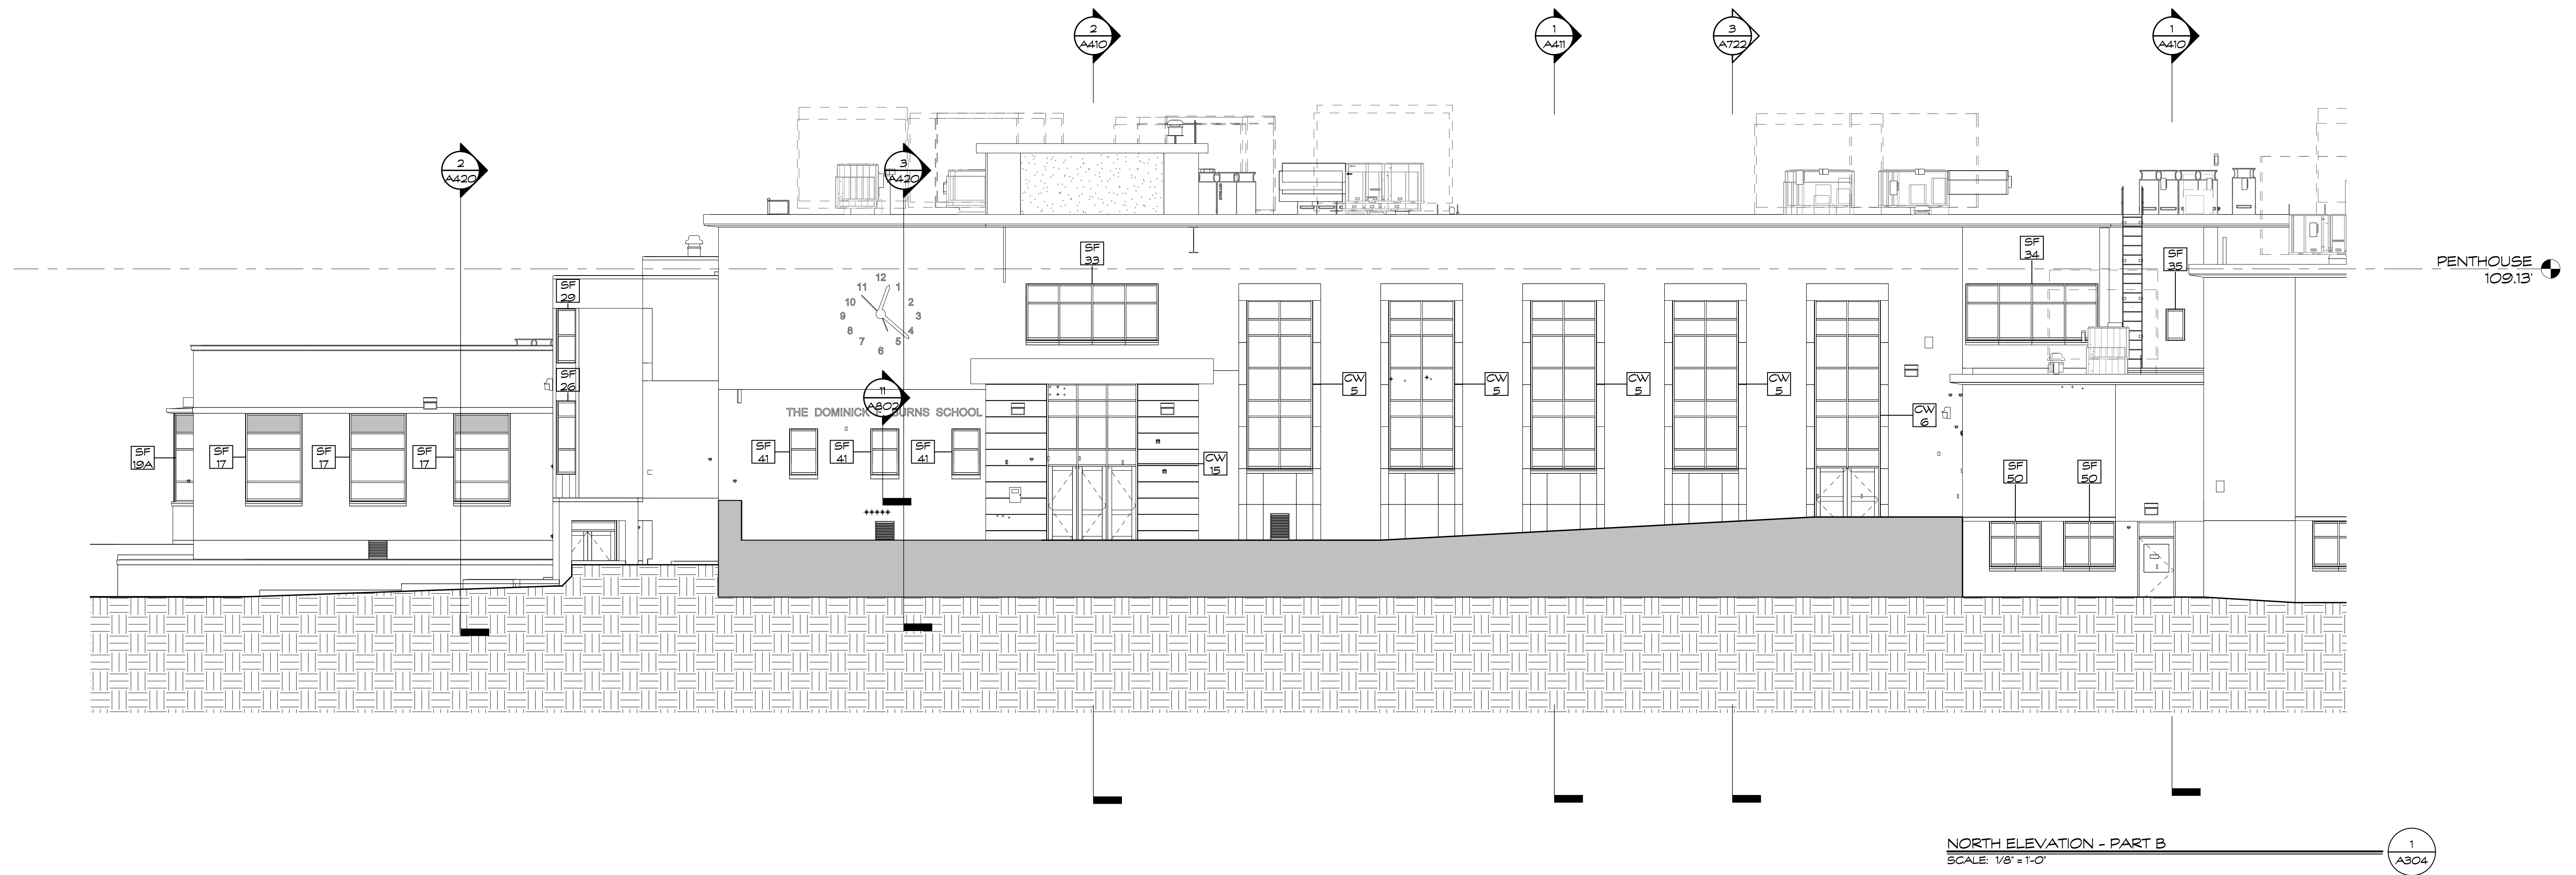 2
A410
1
A411
3
A722
1
A410
2
A420
3
A420
SF
33
SF
34
SF
35
PENTHOUSE
109.13'
SF
29
12
11
1
10
2
9
3
8
4
7
5
6
SF
26
CW
5
CW
5
CW
5
CW
5
11
A802
THE DOMINICK BURNS SCHOOL
CW
6
SF
19A
SF
17
SF
17
SF
17
SF
41
SF
41
SF
41
CW
15
SF
50
SF
50
NORTH ELEVATION - PART B
SCALE: 1/8" = 1'-0"
1
A304